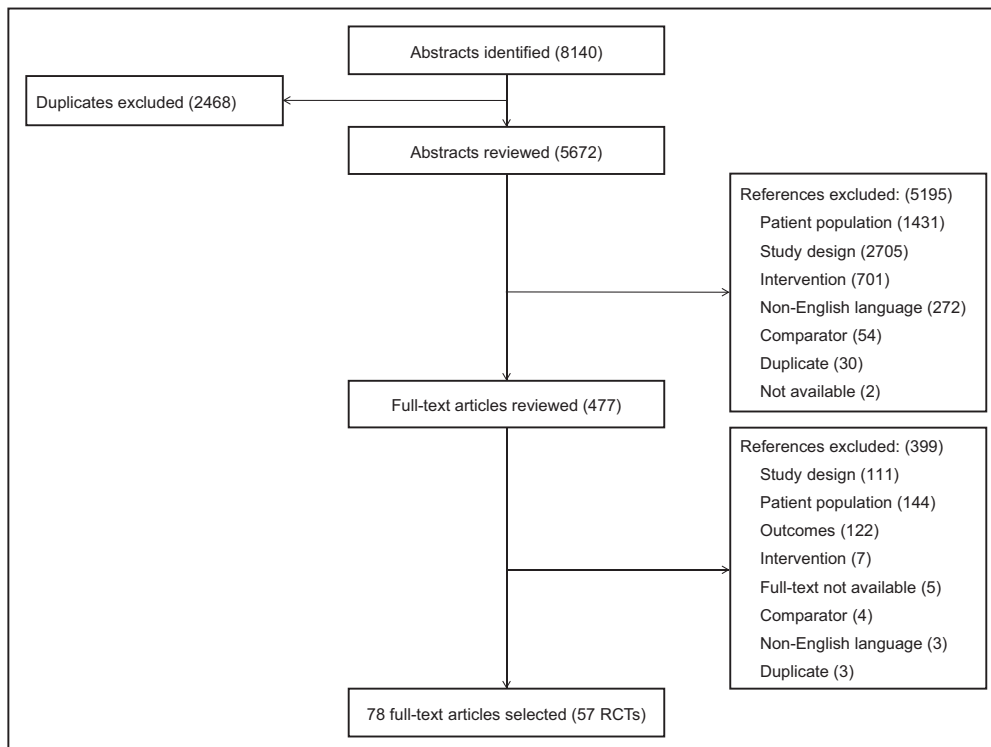 Abstracts identified (8140)
Duplicates excluded (2468)
Abstracts reviewed (5672)
References excluded: (5195)
Patient population (1431)
Study design (2705)
Intervention (701)
Non-English language (272)
Comparator (54)
Duplicate (30)
Not available (2)
Full-text articles reviewed (477)
References excluded: (399)
Study design (111)
Patient population (144)
Outcomes (122)
Intervention (7)
Full-text not available (5)
Comparator (4)
Non-English language (3)
Duplicate (3)
78 full-text articles selected (57 RCTs)